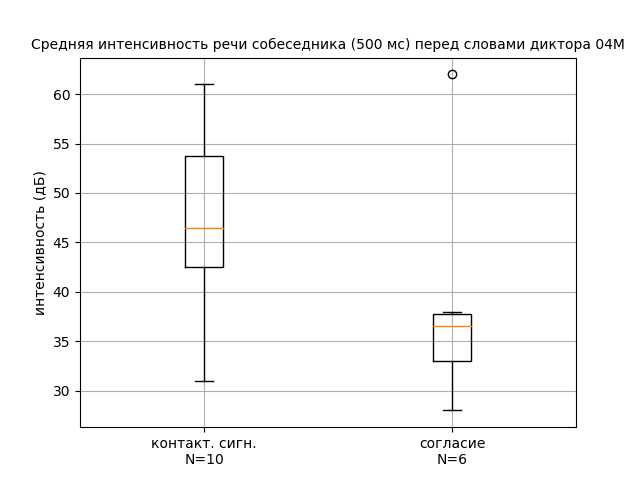 Средняя интенсивность речи собеседника (500 мс) перед словами диктора 04М
интенсивность (дБ)
60
55
50
45
40
35
30
контакт. сигн.
N=10
согласие
N=6